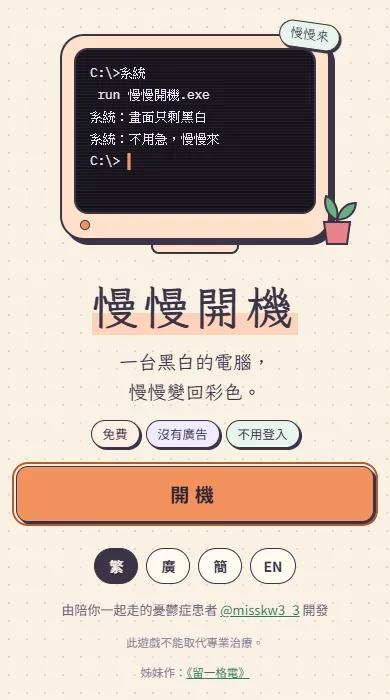 慢慢來
C:\>系統
run 慢慢開機.exe
系統：畫面只剩黑白
系統：不用急，慢慢來
C:\>
慢慢開機
一台黑白的電腦，
慢慢變回彩色。
免費 沒有廣告 不用登入
開機
繁 廣 簡 EN
由陪你一起走的憂鬱症患者 @misskw3_3 開發
此遊戲不能取代專業治療。
姊妹作：《留一格電》